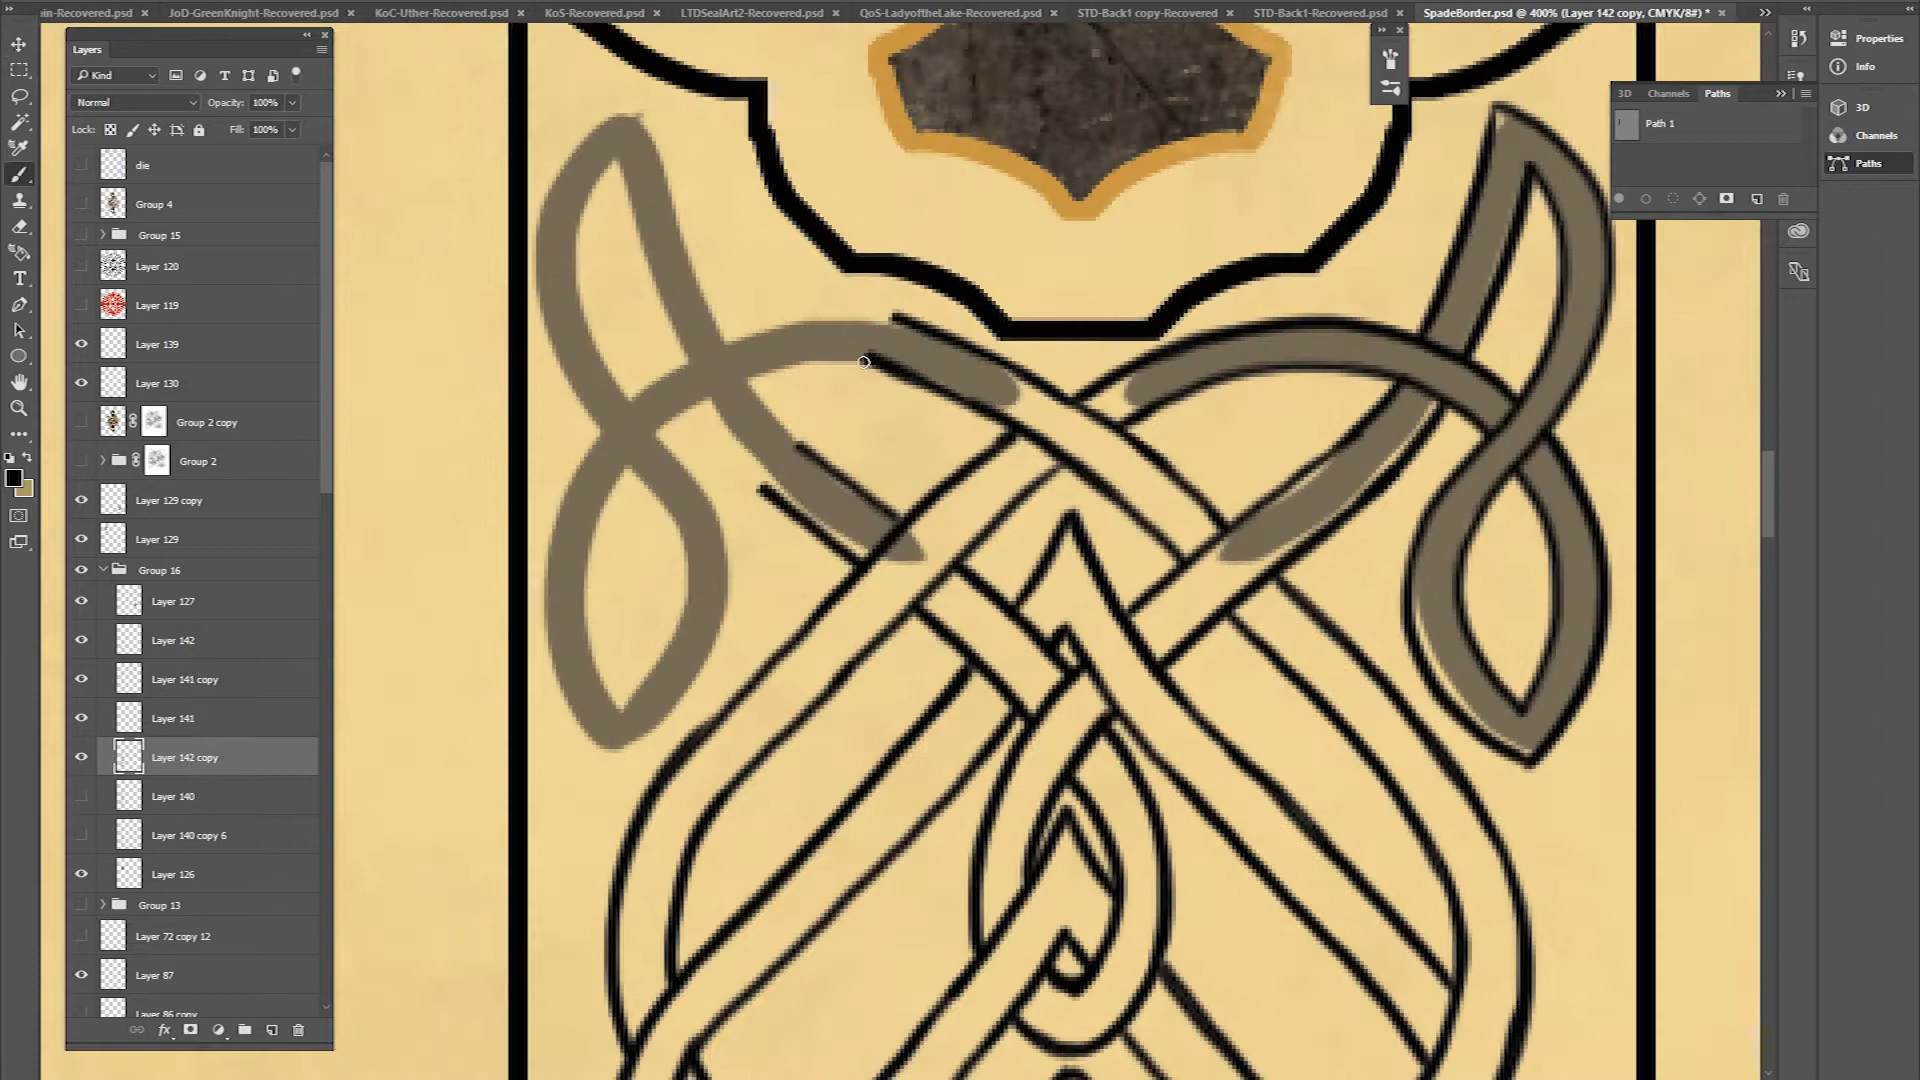 in-Recovered.psd
JoD-GreenKnight-Recovered.psd
KoC-Uther-Recovered.psd
KoS-Recovered.psd
LTDSealArt2-Recovered.psd
QoS-LadyoftheLake-Recovered.psd
STD-Back1 copy-Recovered.psd
STD-Back1-Recovered.psd
SpadeBorder.psd @ 400% (Layer 142 copy, CMYK/8#) *
Layers
Kind
Normal
Opacity: 100%
Lock:
Fill: 100%
die
Group 4
Group 15
Layer 120
Layer 119
Layer 139
Layer 130
Group 2 copy
Group 2
Layer 129 copy
Layer 129
Group 16
Layer 127
Layer 142
Layer 141 copy
Layer 141
Layer 142 copy
Layer 140
Layer 140 copy 6
Layer 126
Group 13
Layer 72 copy 12
Layer 87
Layer 86 copy
fx
3D
Channels
Paths
Path 1
Properties
Info
3D
Channels
Paths